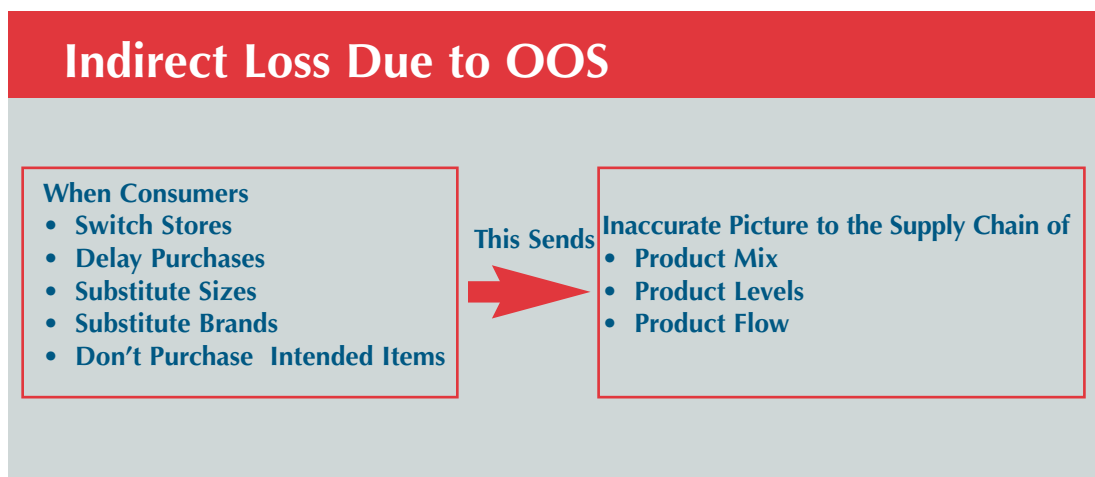 Indirect Loss Due to OOS
When Consumers
• Switch Stores
• Delay Purchases
• Substitute Sizes
• Substitute Brands
• Don't Purchase Intended Items
This Sends
Inaccurate Picture to the Supply Chain of
• Product Mix
• Product Levels
• Product Flow